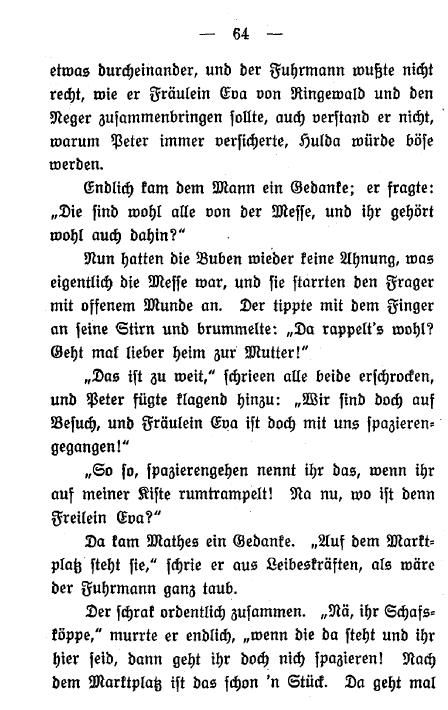 — 64 —
etwas durcheinander, und der Fuhrmann wußte nicht
recht, wie er Fräulein Eva von Ringewald und den
Neger zusammenbringen sollte, auch verstand er nicht,
warum Peter immer versicherte, Hulda würde böse
werden.
Endlich kam dem Mann ein Gedanke; er fragte:
„Die sind wohl alle von der Messe, und ihr gehört
wohl auch dahin?“
Nun hatten die Buben wieder keine Ahnung, was
eigentlich die Messe war, und sie starrten den Frager
mit offenem Munde an. Der tippte mit dem Finger
an seine Stirn und brummelte: „Da rappelt's wohl?
Geht mal lieber heim zur Mutter!“
„Das ist zu weit,“ schrieen alle beide erschrocken,
und Peter fügte klagend hinzu: „Wir sind doch auf
Besuch, und Fräulein Eva ist doch mit uns spazieren-
gegangen!“
„So so, spazierengehen nennt ihr das, wenn ihr
auf meiner Kiste rumtrampelt! Na nu, wo ist denn
Freilein Eva?“
Da kam Mathes ein Gedanke. „Auf dem Markt-
platz steht sie,“ schrie er aus Leibeskräften, als wäre
der Fuhrmann ganz taub.
Der schrak ordentlich zusammen. „Nä, ihr Schafs-
köppe,“ murrte er endlich, „wenn die da steht und ihr
hier seid, dann geht ihr doch nich spazieren! Nach
dem Marktplatz ist das schon 'n Stück. Da geht mal